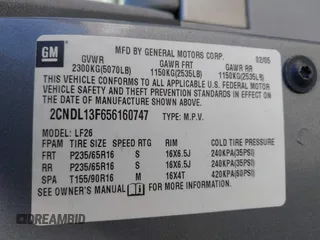 GM
MFD BY GENERAL MOTORS CORP.
GVWR GAWR FRT GAWR RR 02/05
2300KG(5070LB) 1150KG(2535LB) 1150KG(2535LB)
THIS VEHICLE CONFORMS TO ALL APPLICABLE U.S. FEDERAL
MOTOR VEHICLE SAFETY, BUMPER, AND THEFT PREVENTION
STANDARDS IN EFFECT ON THE DATE OF MANUFACTURE
SHOWN ABOVE.
2CNDL13F656160747 TYPE: M.P.V.
MODEL: LF26
FPAM TIRE SIZE SPEED RTG RIM COLD TIRE PRESSURE
FRT P235/65R16 S 16X6.5J 240KPA(35PSI)
RR P235/65R16 S 16X6.5J 240KPA(35PSI)
SPA T155/90R16 M 16X4T 420KPA(60PSI)
SEE OWNER'S MANUAL FOR ADDITIONAL INFORMATION.
DREAMBID